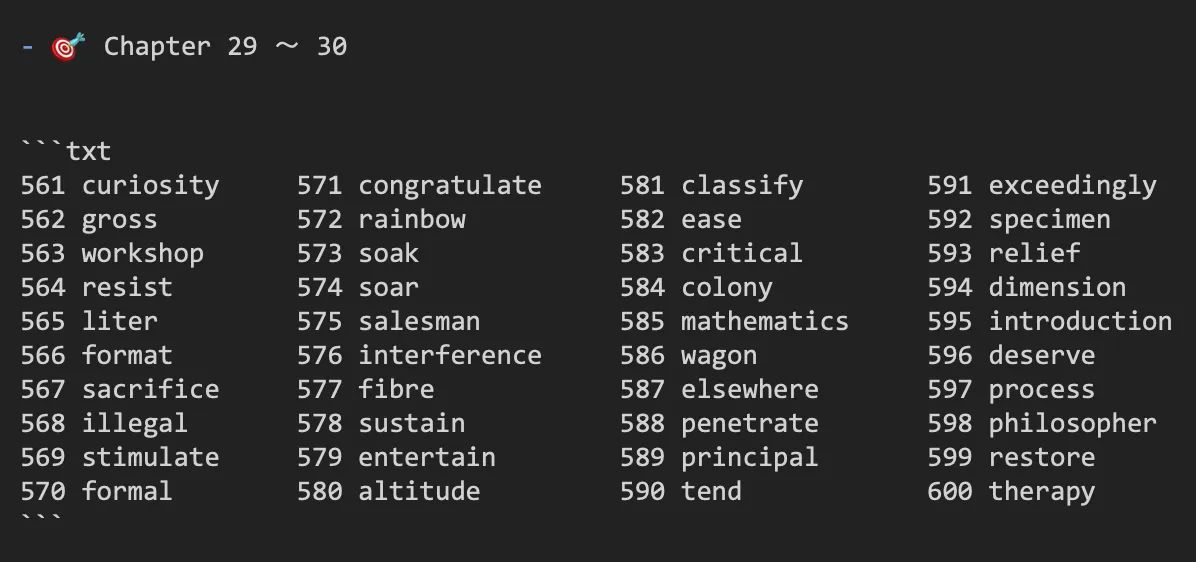 - 🎯 Chapter 29 ～ 30
```txt
561 curiosity     571 congratulate     581 classify        591 exceedingly
562 gross         572 rainbow          582 ease            592 specimen
563 workshop      573 soak             583 critical        593 relief
564 resist        574 soar             584 colony          594 dimension
565 liter         575 salesman         585 mathematics     595 introduction
566 format        576 interference     586 wagon           596 deserve
567 sacrifice     577 fibre            587 elsewhere       597 process
568 illegal       578 sustain          588 penetrate       598 philosopher
569 stimulate     579 entertain        589 principal       599 restore
570 formal        580 altitude         590 tend            600 therapy
```